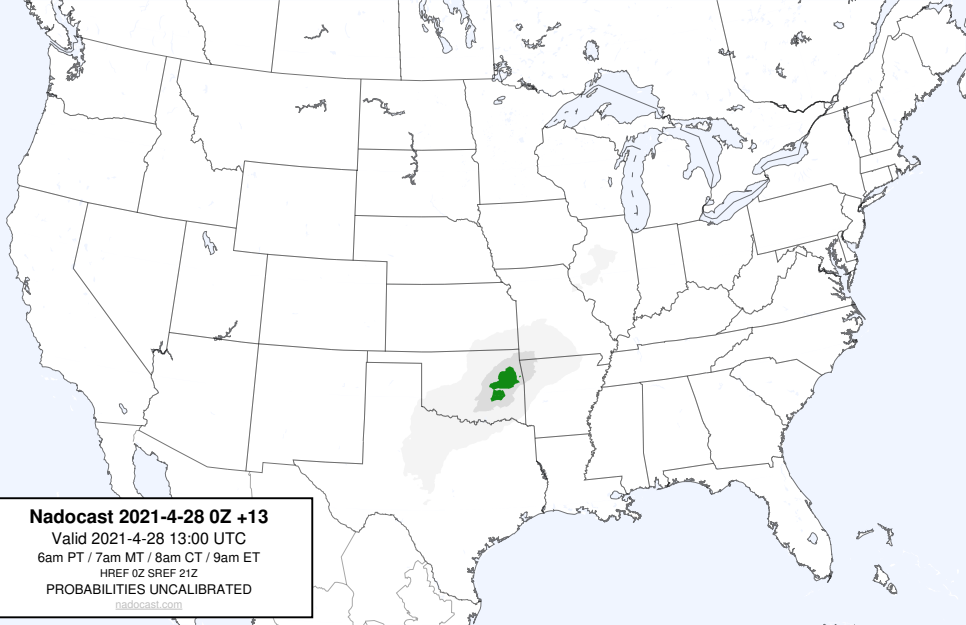 Nadocast 2021-4-28 0Z +13
Valid 2021-4-28 13:00 UTC
6am PT / 7am MT / 8am CT / 9am ET
HREF 0Z SREF 21Z
PROBABILITIES UNCALIBRATED
nadocast.com